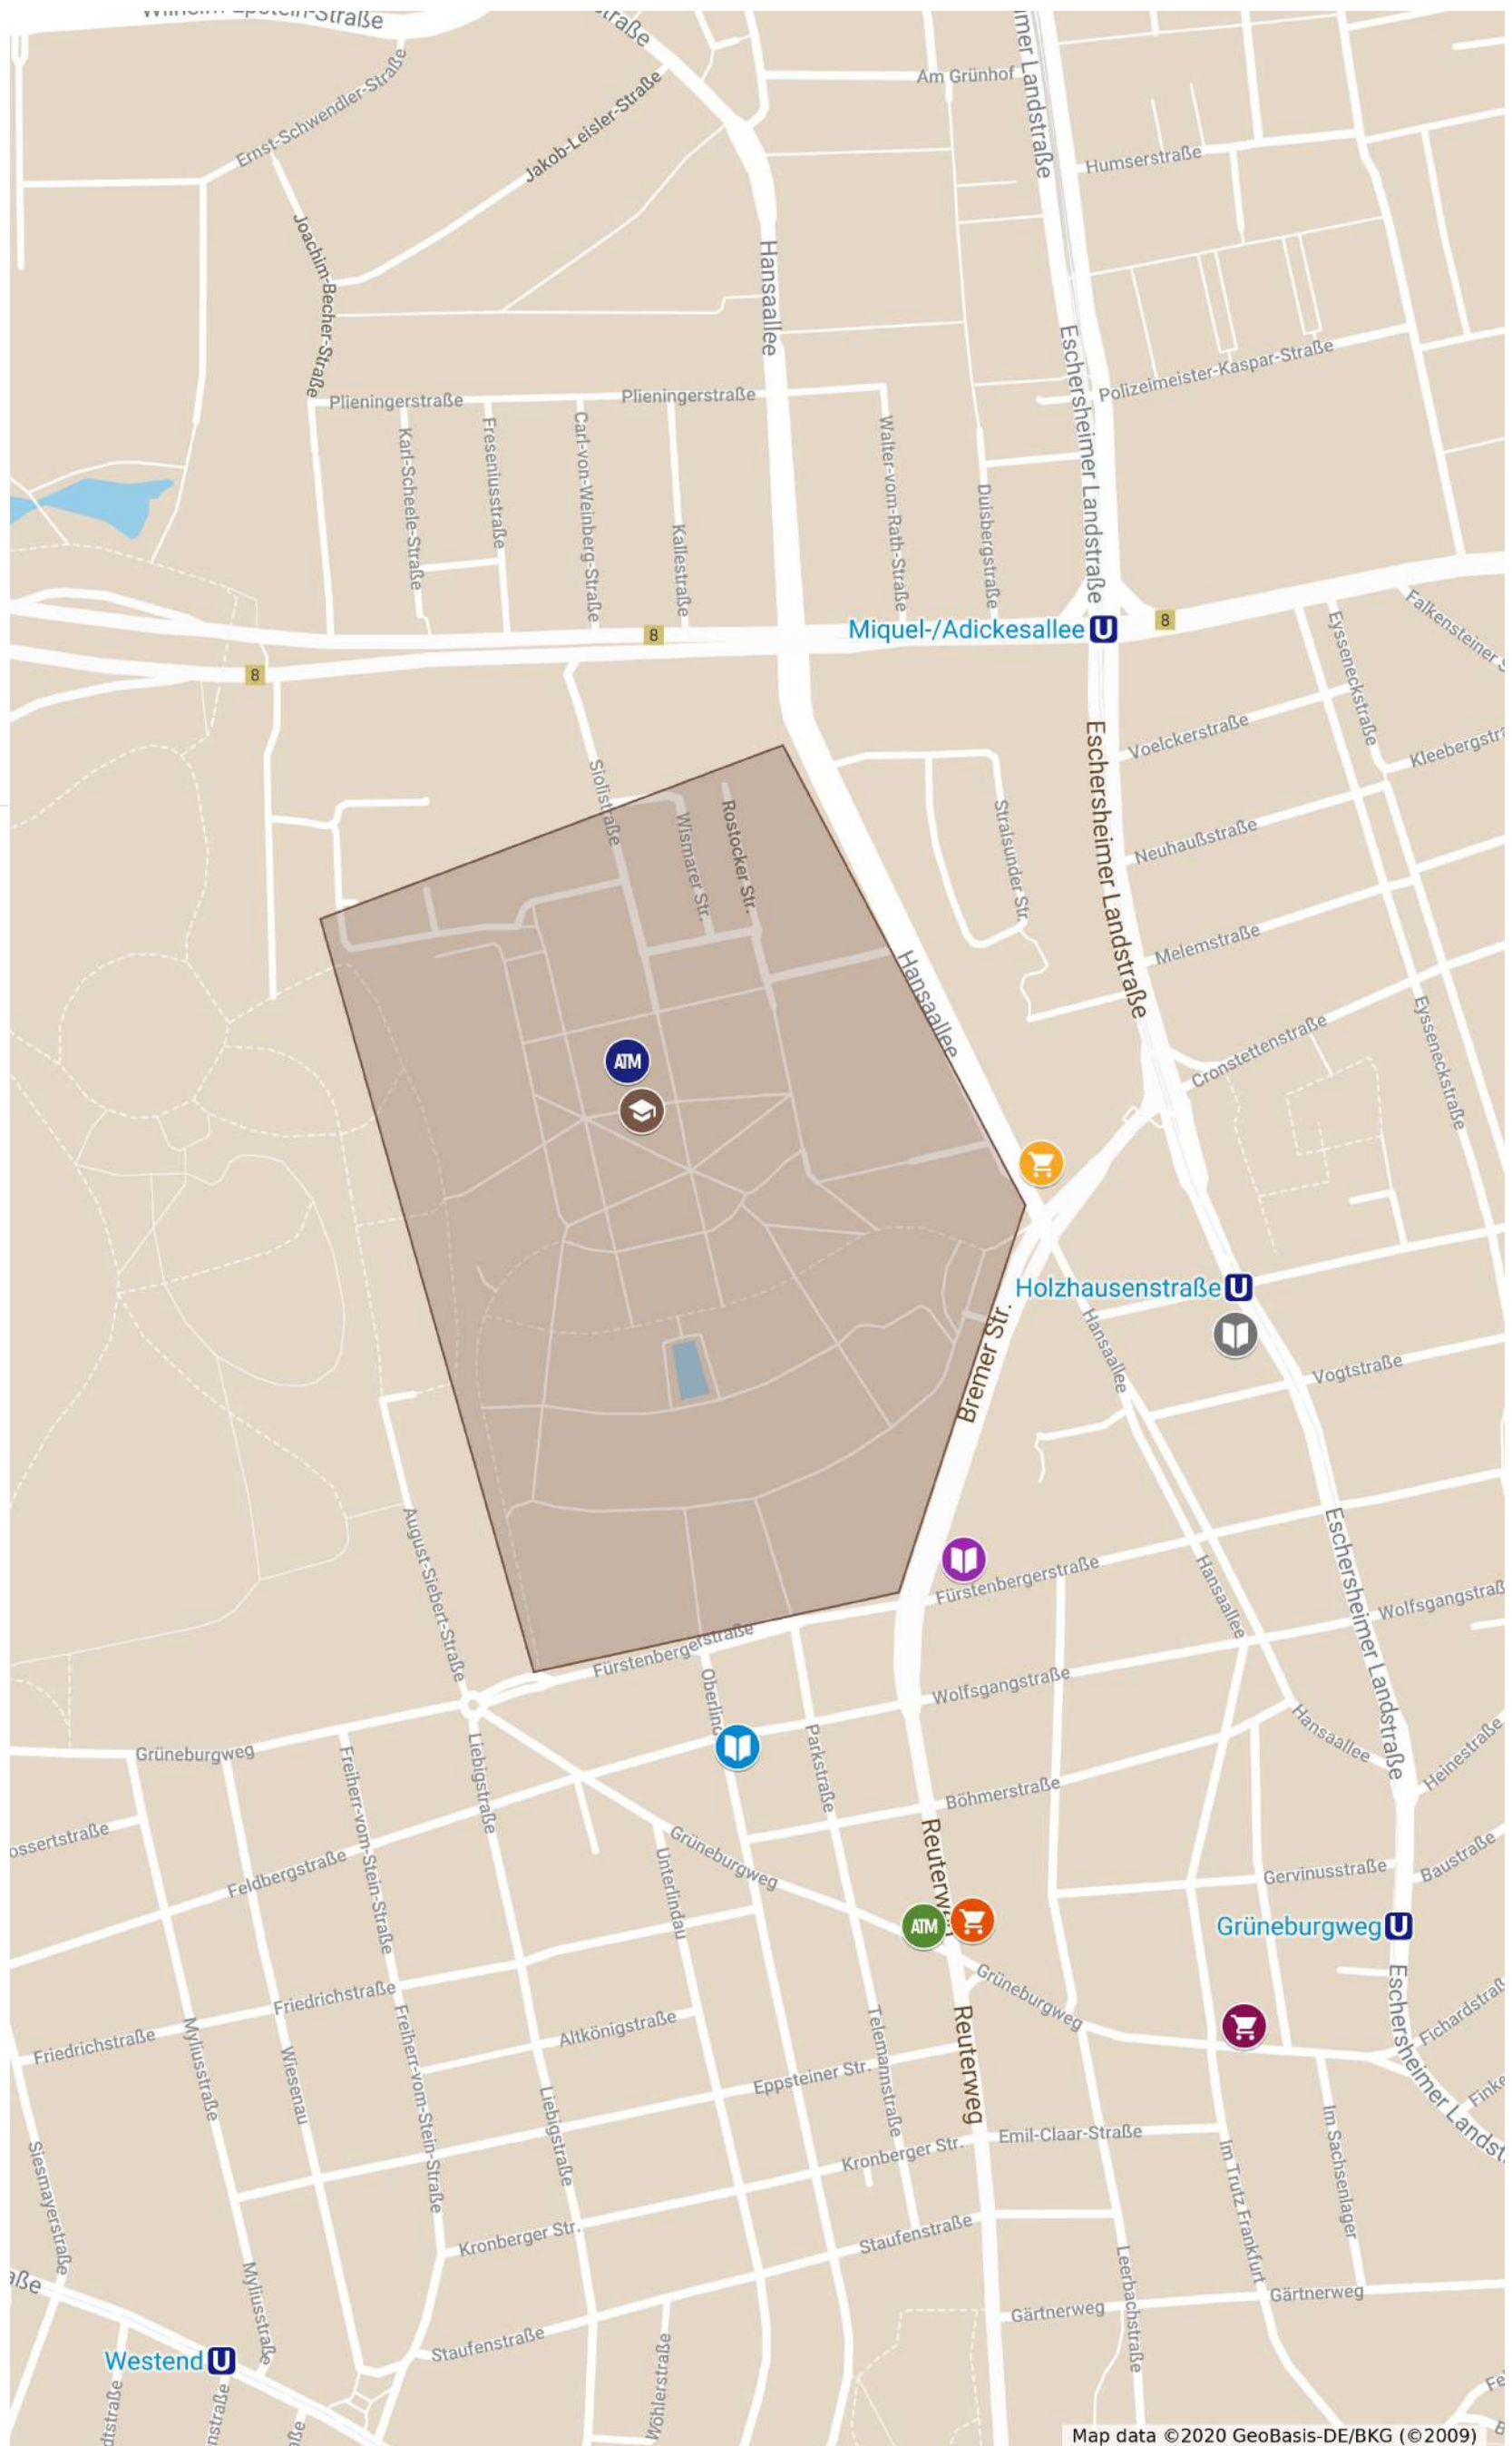 Am Grünhof
Ernst-Schwendler-Straße
Jakob-Leisler-Straße
Humserstraße
Joachim-Becher-Straße
Hansaallee
Eschersheimer Landstraße
Polizeimeister-Kaspar-Straße
Plieningerstraße
Plieningerstraße
Karl-Scheele-Straße
Freseniusstraße
Carl-von-Weinberg-Straße
Kallestraße
Walter-vom-Rath-Straße
Duisbergstraße
Miquel-/Adickesallee U
8
8
8
Falkensteiner
Eysseneckstraße
Voelckerstraße
Eschersheimer Landstraße
Siolistraße
Wismarer Str.
Rostocker Str.
Stralsunder Str.
Neuhaußstraße
Melemstraße
Hansaallee
Cronstettenstraße
Eysseneckstraße
ATM
Holzhausenstraße U
Bremer Str.
Hansaallee
Vogtstraße
August-Siebert-Straße
Fürstenbergerstraße
Hansaallee
Eschersheimer Landstraße
Fürstenbergerstraße
Wolfsgangstraße
Grüneburgweg
Liebigstraße
Freiherr-vom-Stein-Straße
Parkstraße
Hansaallee
Heinestraße
Böhmerstraße
Feldbergstraße
Grüneburgweg
Unterlindau
Gervinusstraße
Baustraße
ATM
Grüneburgweg U
Friedrichstraße
Friedrichstraße
Grüneburgweg
Altkönigstraße
Myliusstraße
Wiesenau
Freiherr-vom-Stein-Straße
Telemannstraße
Reuterweg
Eppsteiner Str.
Emil-Claar-Straße
Kronberger Str.
Liebigstraße
Siesmayerstraße
Im Trutz Frankfurt
Im Sachsenlager
Kronberger Str.
Staufenstraße
Myliusstraße
Leerbachstraße
Gärtnerweg
Gärtnerweg
Staufenstraße
Wöhlerstraße
Westend U
Map data ©2020 GeoBasis-DE/BKG (©2009)